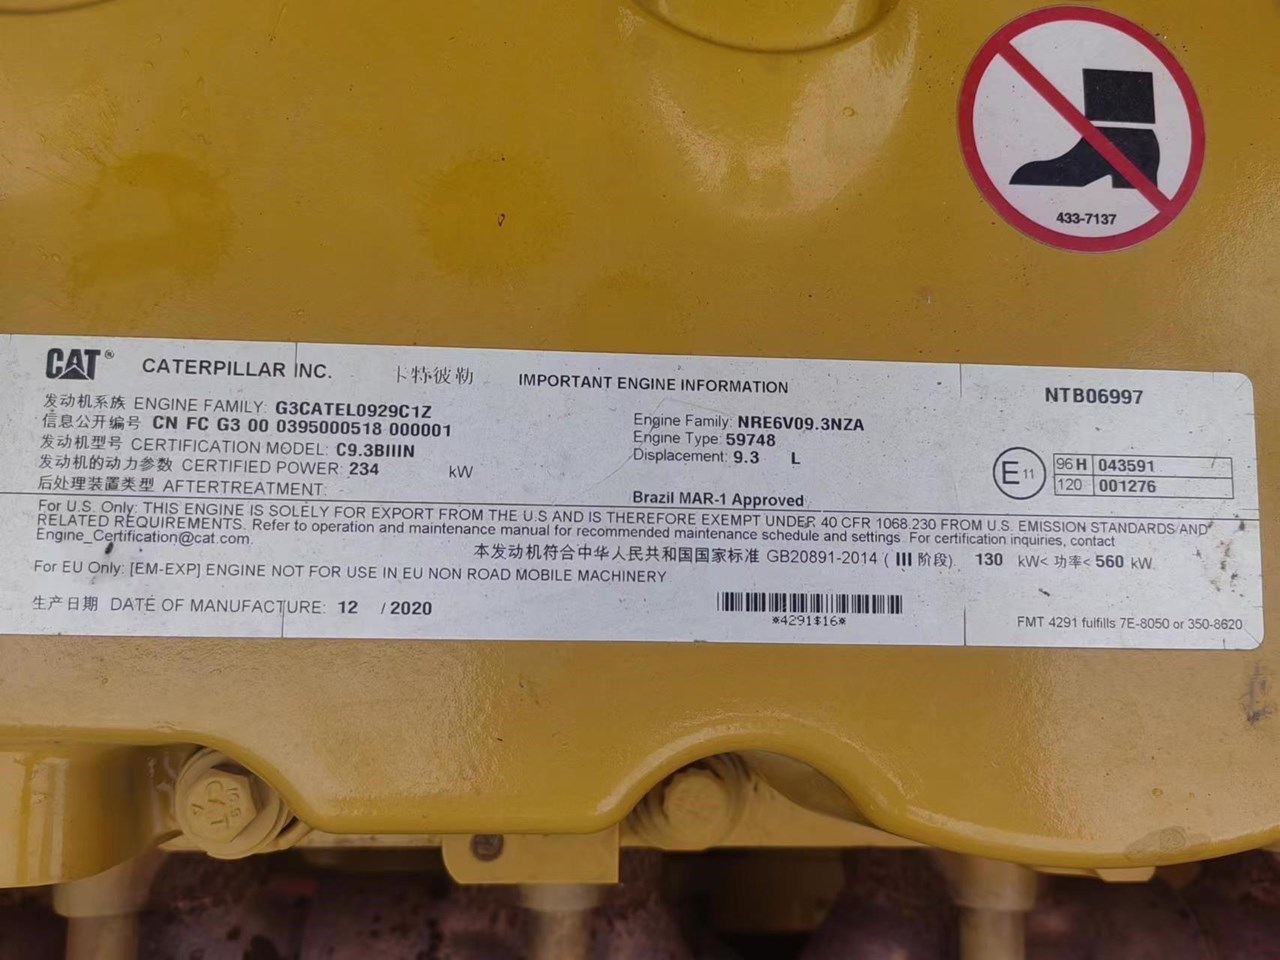 433-7137
CAT® CATERPILLAR INC. 卡特彼勒 IMPORTANT ENGINE INFORMATION
NTB06997
发动机系族 ENGINE FAMILY: G3CATEL0929C1Z
信息公开编号 CN FC G3 00 0395000518 000001
发动机型号 CERTIFICATION MODEL: C9.3BIIIN
发动机的动力参数 CERTIFIED POWER: 234 kW
后处理装置类型 AFTERTREATMENT:
Engine Family: NRE6V09.3NZA
Engine Type: 59748
Displacement: 9.3 L
Brazil MAR-1 Approved
E11
96 H 043591
120 001276
For U.S. Only: THIS ENGINE IS SOLELY FOR EXPORT FROM THE U.S AND IS THEREFORE EXEMPT UNDER 40 CFR 1068.230 FROM U.S. EMISSION STANDARDS AND
RELATED REQUIREMENTS. Refer to operation and maintenance manual for recommended maintenance schedule and settings. For certification inquiries, contact
Engine_Certification@cat.com.
本发动机符合中华人民共和国国家标准 GB20891-2014 ( III 阶段). 130 kW< 功率< 560 kW
For EU Only: [EM-EXP] ENGINE NOT FOR USE IN EU NON ROAD MOBILE MACHINERY
生产日期 DATE OF MANUFACTURE: 12 / 2020
*4291$16*
FMT 4291 fulfills 7E-8050 or 350-8620